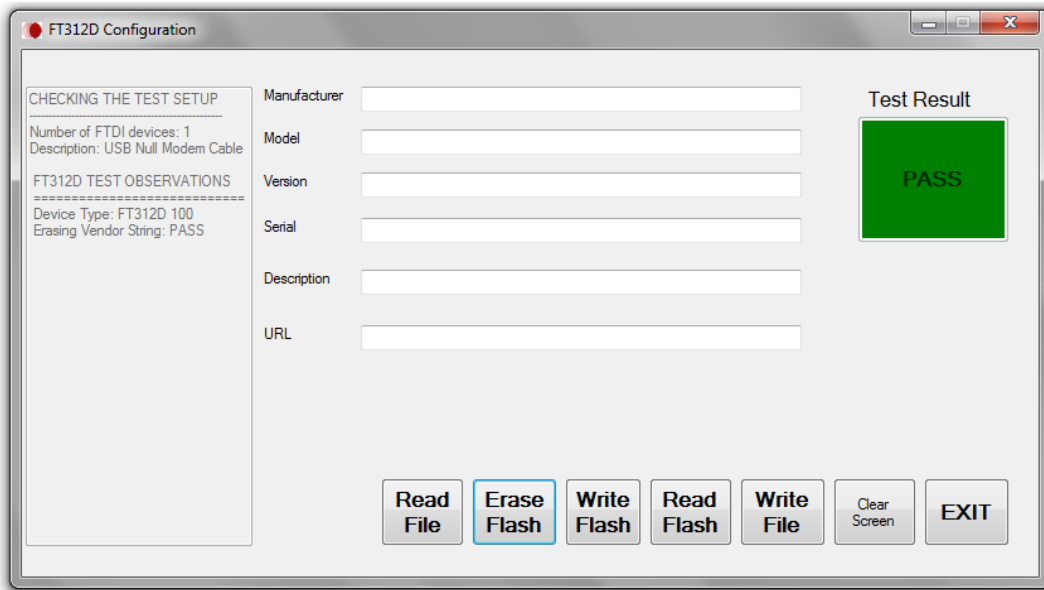 FT312D Configuration
CHECKING THE TEST SETUP
----------------------------------------------------
Number of FTDI devices: 1
Description: USB Null Modem Cable
FT312D TEST OBSERVATIONS
============================
Device Type: FT312D 100
Erasing Vendor String: PASS
Manufacturer
Model
Version
Serial
Description
URL
Test Result
PASS
Read
File
Erase
Flash
Write
Flash
Read
Flash
Write
File
Clear
Screen
EXIT